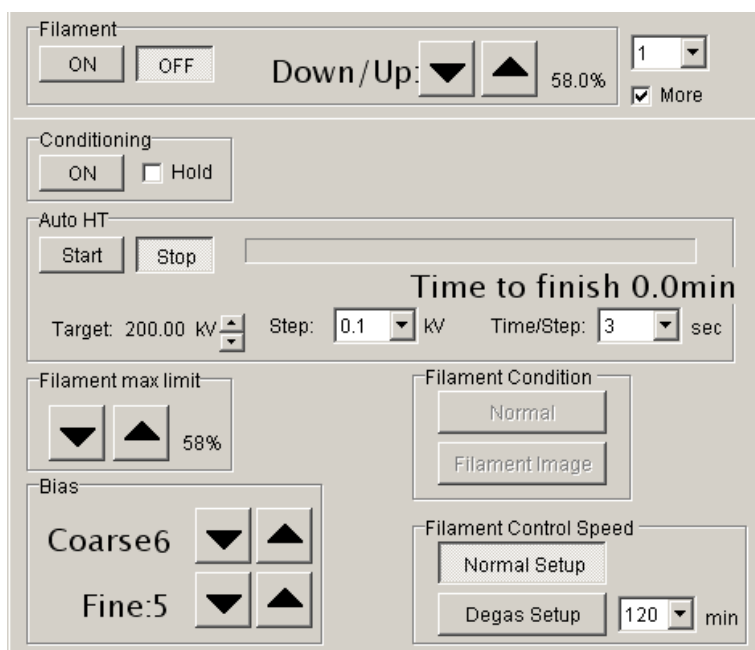 Filament
ON OFF Down/Up: 58.0% 1
More
Conditioning
ON Hold
Auto HT
Start Stop
Time to finish 0.0min
Target: 200.00 kV Step: 0.1 kV Time/Step: 3 sec
Filament max limit
58%
Filament Condition
Normal
Filament Image
Bias
Coarse6
Fine:5
Filament Control Speed
Normal Setup
Degas Setup 120 min